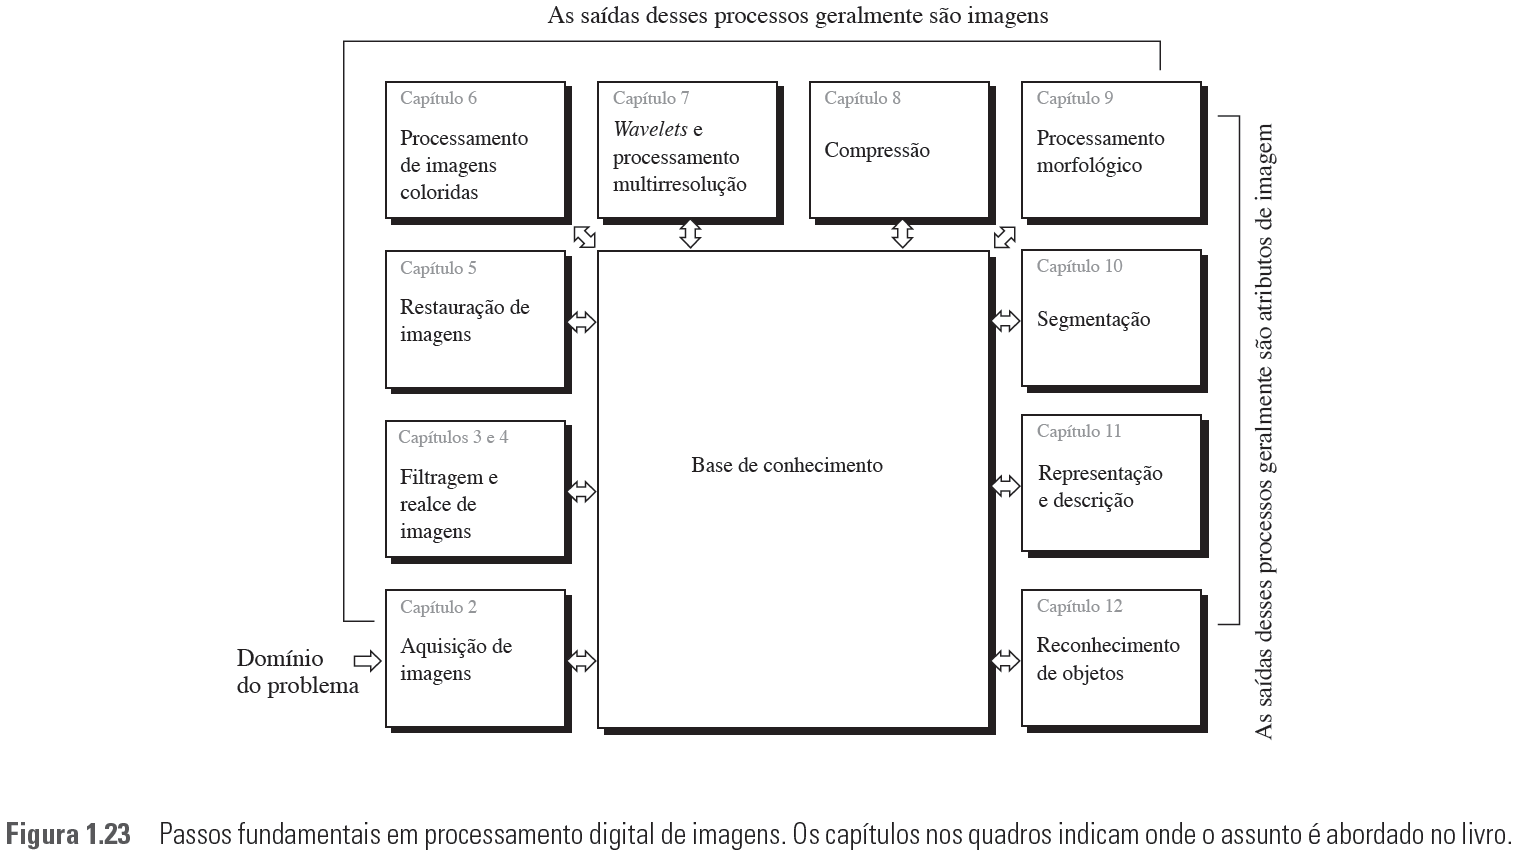 As saídas desses processos geralmente são imagens
Capítulo 6
Processamento
de imagens
coloridas
Capítulo 7
Wavelets e
processamento
multirresolução
Capítulo 8
Compressão
Capítulo 9
Processamento
morfológico
Capítulo 5
Restauração de
imagens
Capítulo 10
Segmentação
Capítulos 3 e 4
Filtragem e
realce de
imagens
Base de conhecimento
Capítulo 11
Representação
e descrição
Capítulo 2
Aquisição de
imagens
Capítulo 12
Reconhecimento
de objetos
Domínio
do problema
As saídas desses processos geralmente são atributos de imagem
Figura 1.23 Passos fundamentais em processamento digital de imagens. Os capítulos nos quadros indicam onde o assunto é abordado no livro.